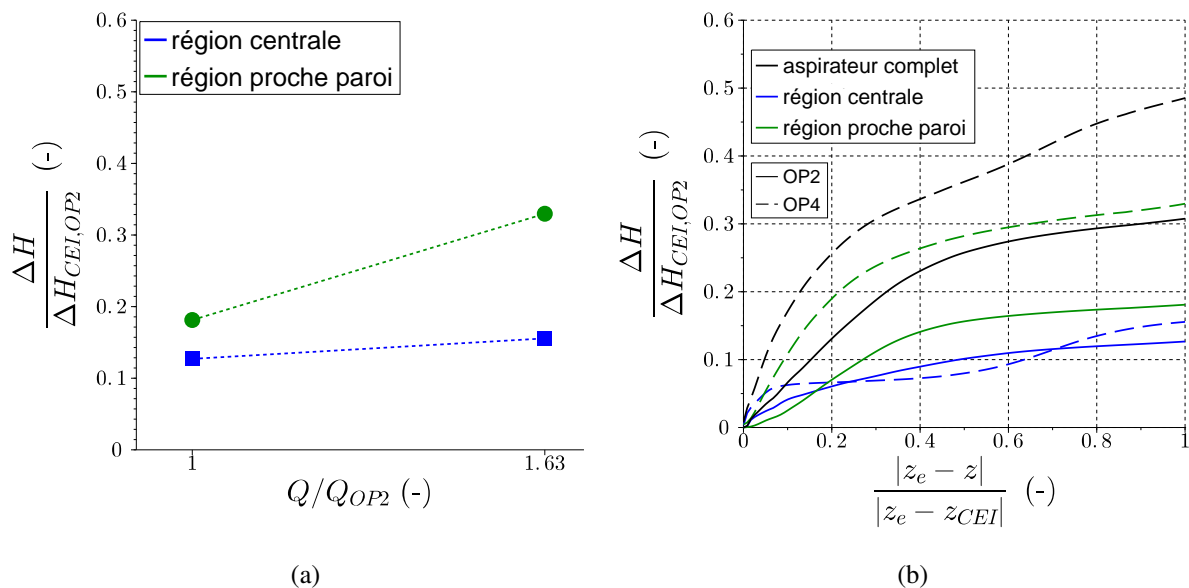 0.6
0.5
0.4
0.3
0.2
0.1
0
ΔH
ΔH_{CEI,OP2}
(-)
région centrale
région proche paroi
1
1.63
Q/Q_{OP2} (-)
(a)
0.6
0.5
0.4
0.3
0.2
0.1
0
ΔH
ΔH_{CEI,OP2}
(-)
aspirateur complet
région centrale
région proche paroi
OP2
OP4
0
0.2
0.4
0.6
0.8
1
|z_e − z|
|z_e − z_{CEI}|
(-)
(b)